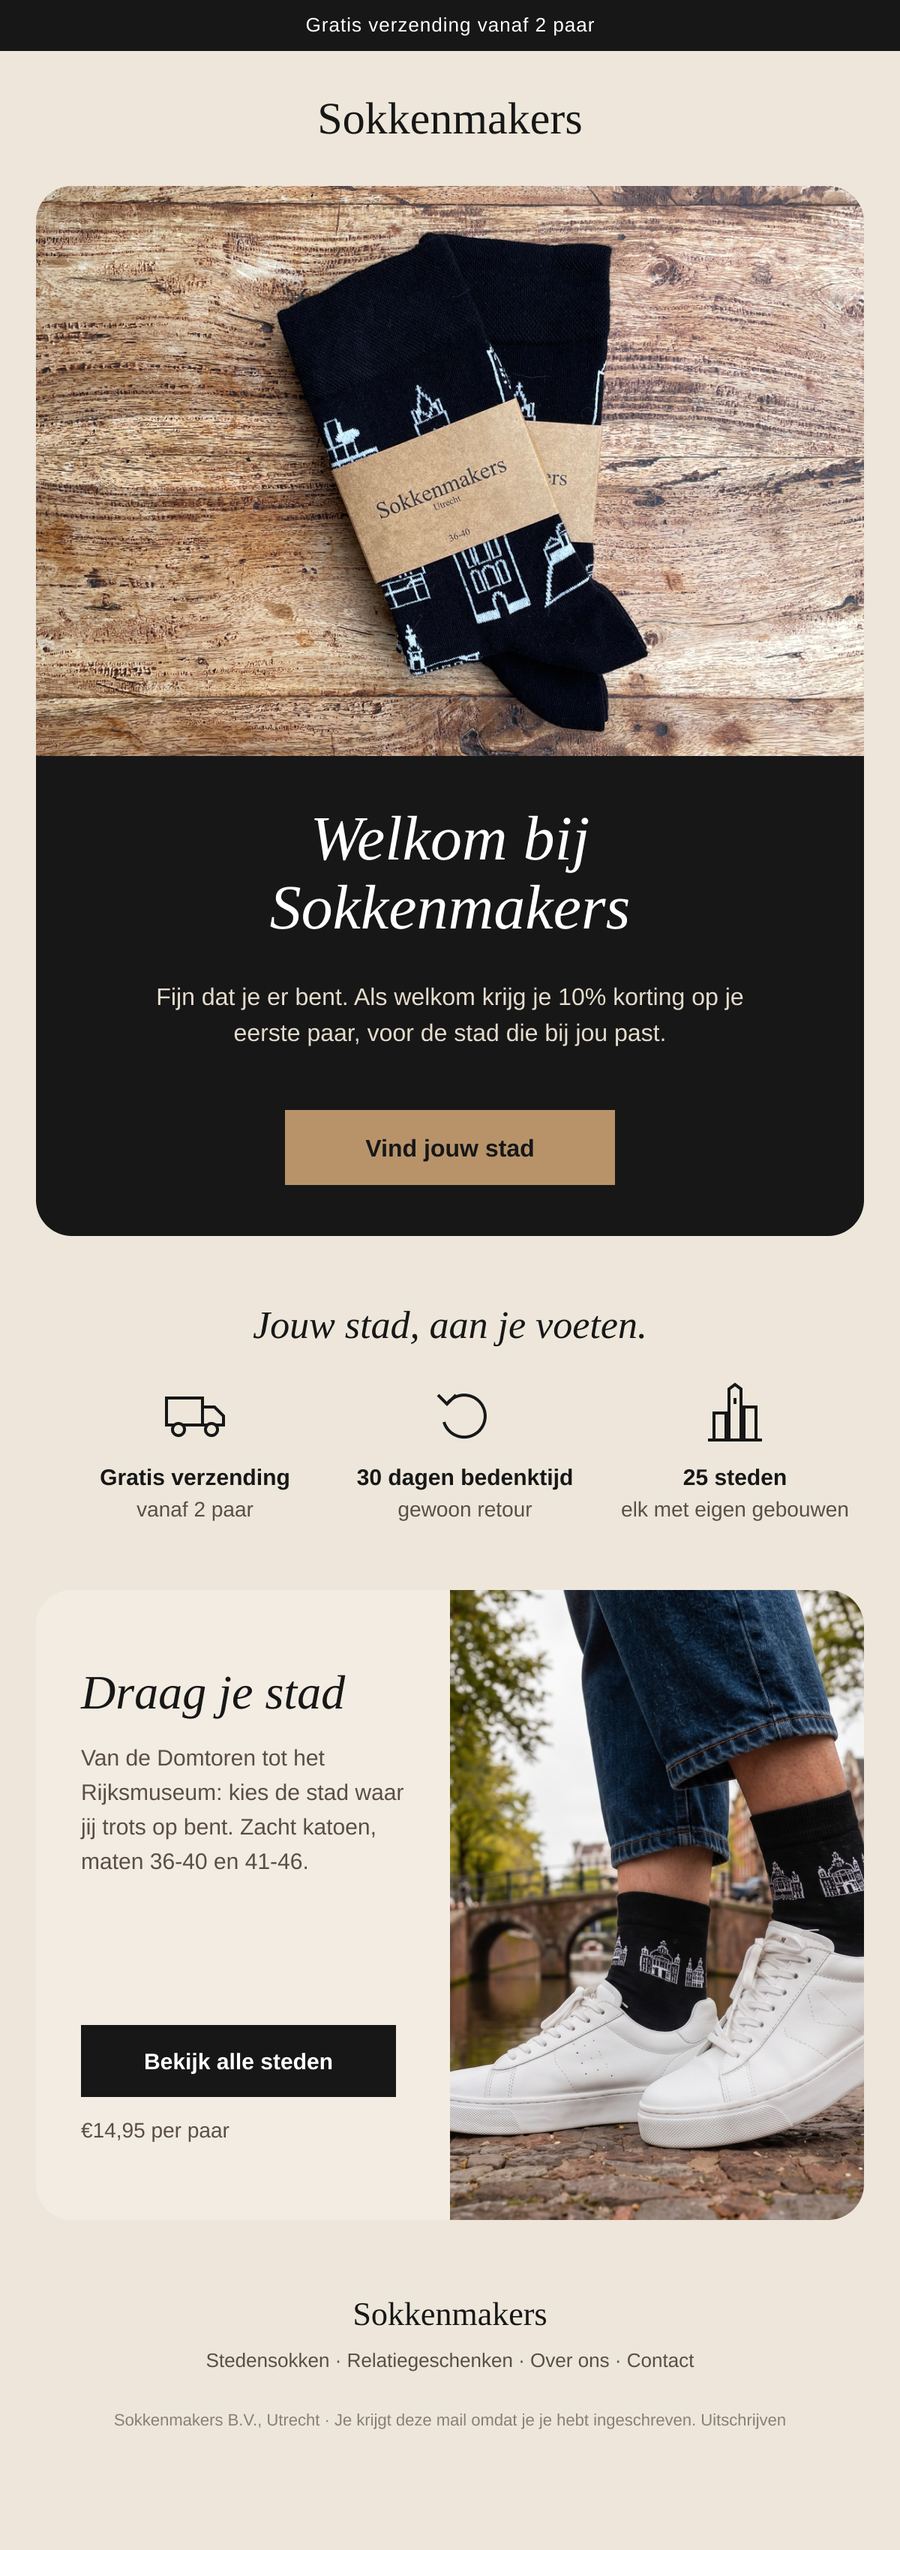 Gratis verzending vanaf 2 paar
Sokkenmakers
Sokkenmakers
Utrecht
36-40
ers
Welkom bij
Sokkenmakers
Fijn dat je er bent. Als welkom krijg je 10% korting op je
eerste paar, voor de stad die bij jou past.
Vind jouw stad
Jouw stad, aan je voeten.
Gratis verzending
vanaf 2 paar
30 dagen bedenktijd
gewoon retour
25 steden
elk met eigen gebouwen
Draag je stad
Van de Domtoren tot het
Rijksmuseum: kies de stad waar
jij trots op bent. Zacht katoen,
maten 36-40 en 41-46.
Bekijk alle steden
€14,95 per paar
Sokkenmakers
Stedensokken · Relatiegeschenken · Over ons · Contact
Sokkenmakers B.V., Utrecht · Je krijgt deze mail omdat je je hebt ingeschreven. Uitschrijven